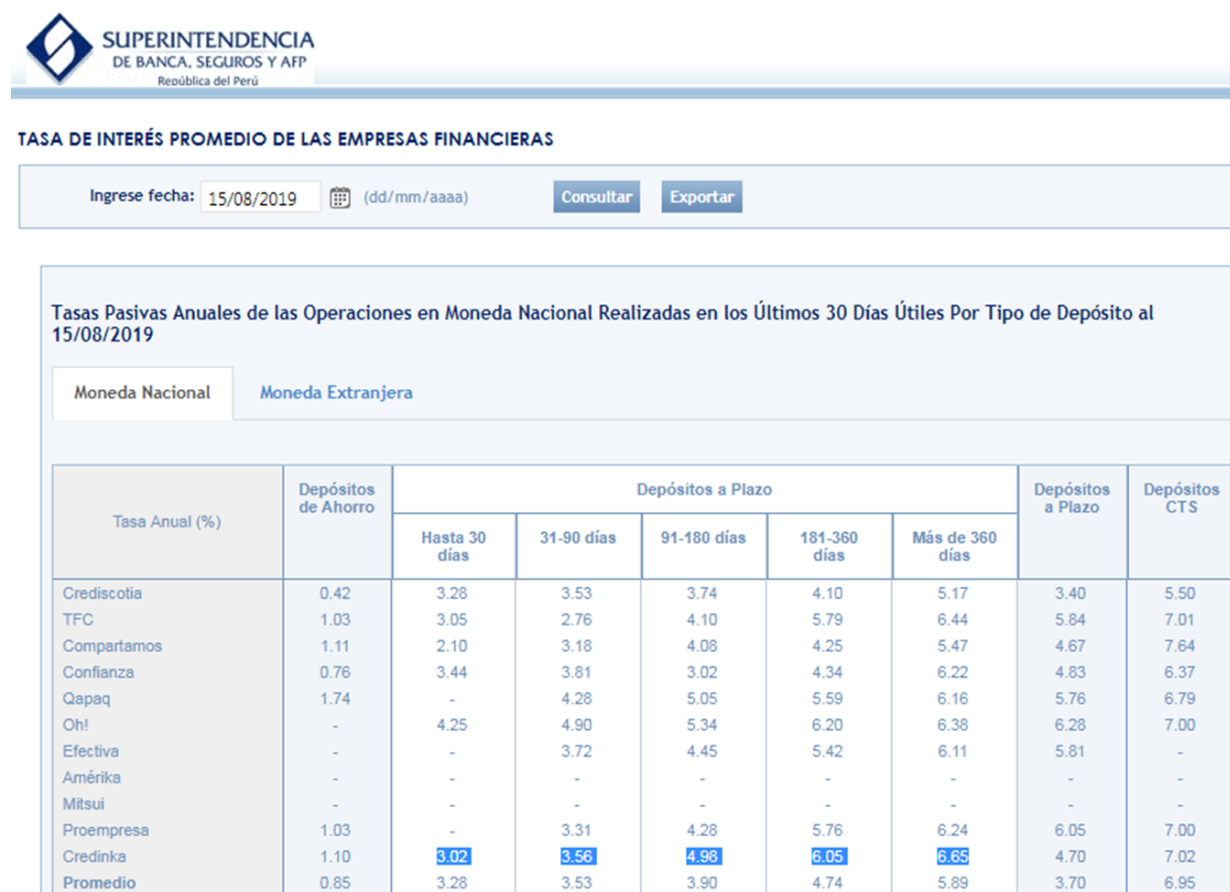 SUPERINTENDENCIA
DE BANCA, SEGUROS Y AFP
República del Perú
TASA DE INTERÉS PROMEDIO DE LAS EMPRESAS FINANCIERAS
Ingrese fecha: 15/08/2019 (dd/mm/aaaa) Consultar Exportar
Tasas Pasivas Anuales de las Operaciones en Moneda Nacional Realizadas en los Últimos 30 Días Útiles Por Tipo de Depósito al
15/08/2019
Moneda Nacional Moneda Extranjera
Tasa Anual (%) Depósitos de Ahorro Depósitos a Plazo Depósitos a Plazo Depósitos CTS
Hasta 30 días 31-90 días 91-180 días 181-360 días Más de 360 días
Crediscotia 0.42 3.28 3.53 3.74 4.10 5.17 3.40 5.50
TFC 1.03 3.05 2.76 4.10 5.79 6.44 5.84 7.01
Compartamos 1.11 2.10 3.18 4.08 4.25 5.47 4.67 7.64
Confianza 0.76 3.44 3.81 3.02 4.34 6.22 4.83 6.37
Qapaq 1.74 - 4.28 5.05 5.59 6.16 5.76 6.79
Oh! - 4.25 4.90 5.34 6.20 6.38 6.28 7.00
Efectiva - - 3.72 4.45 5.42 6.11 5.81 -
Amérika - - - - - - - -
Mitsui - - - - - - - -
Proempresa 1.03 - 3.31 4.28 5.76 6.24 6.05 7.00
Credinka 1.10 3.02 3.56 4.98 6.05 6.65 4.70 7.02
Promedio 0.85 3.28 3.53 3.90 4.74 5.89 3.70 6.95